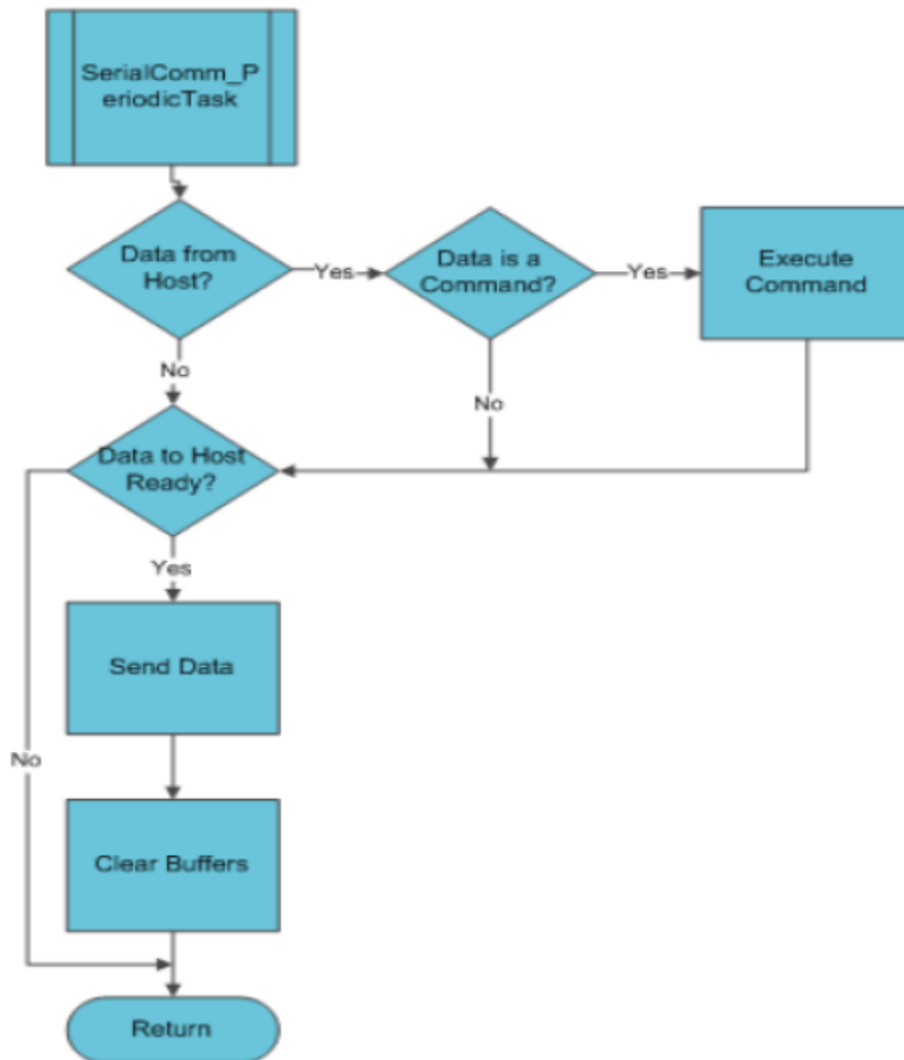 SerialComm_P
eriodicTask
Data from
Host?
Yes
Data is a
Command?
Yes
Execute
Command
No
No
Data to Host
Ready?
Yes
Send Data
No
Clear Buffers
Return